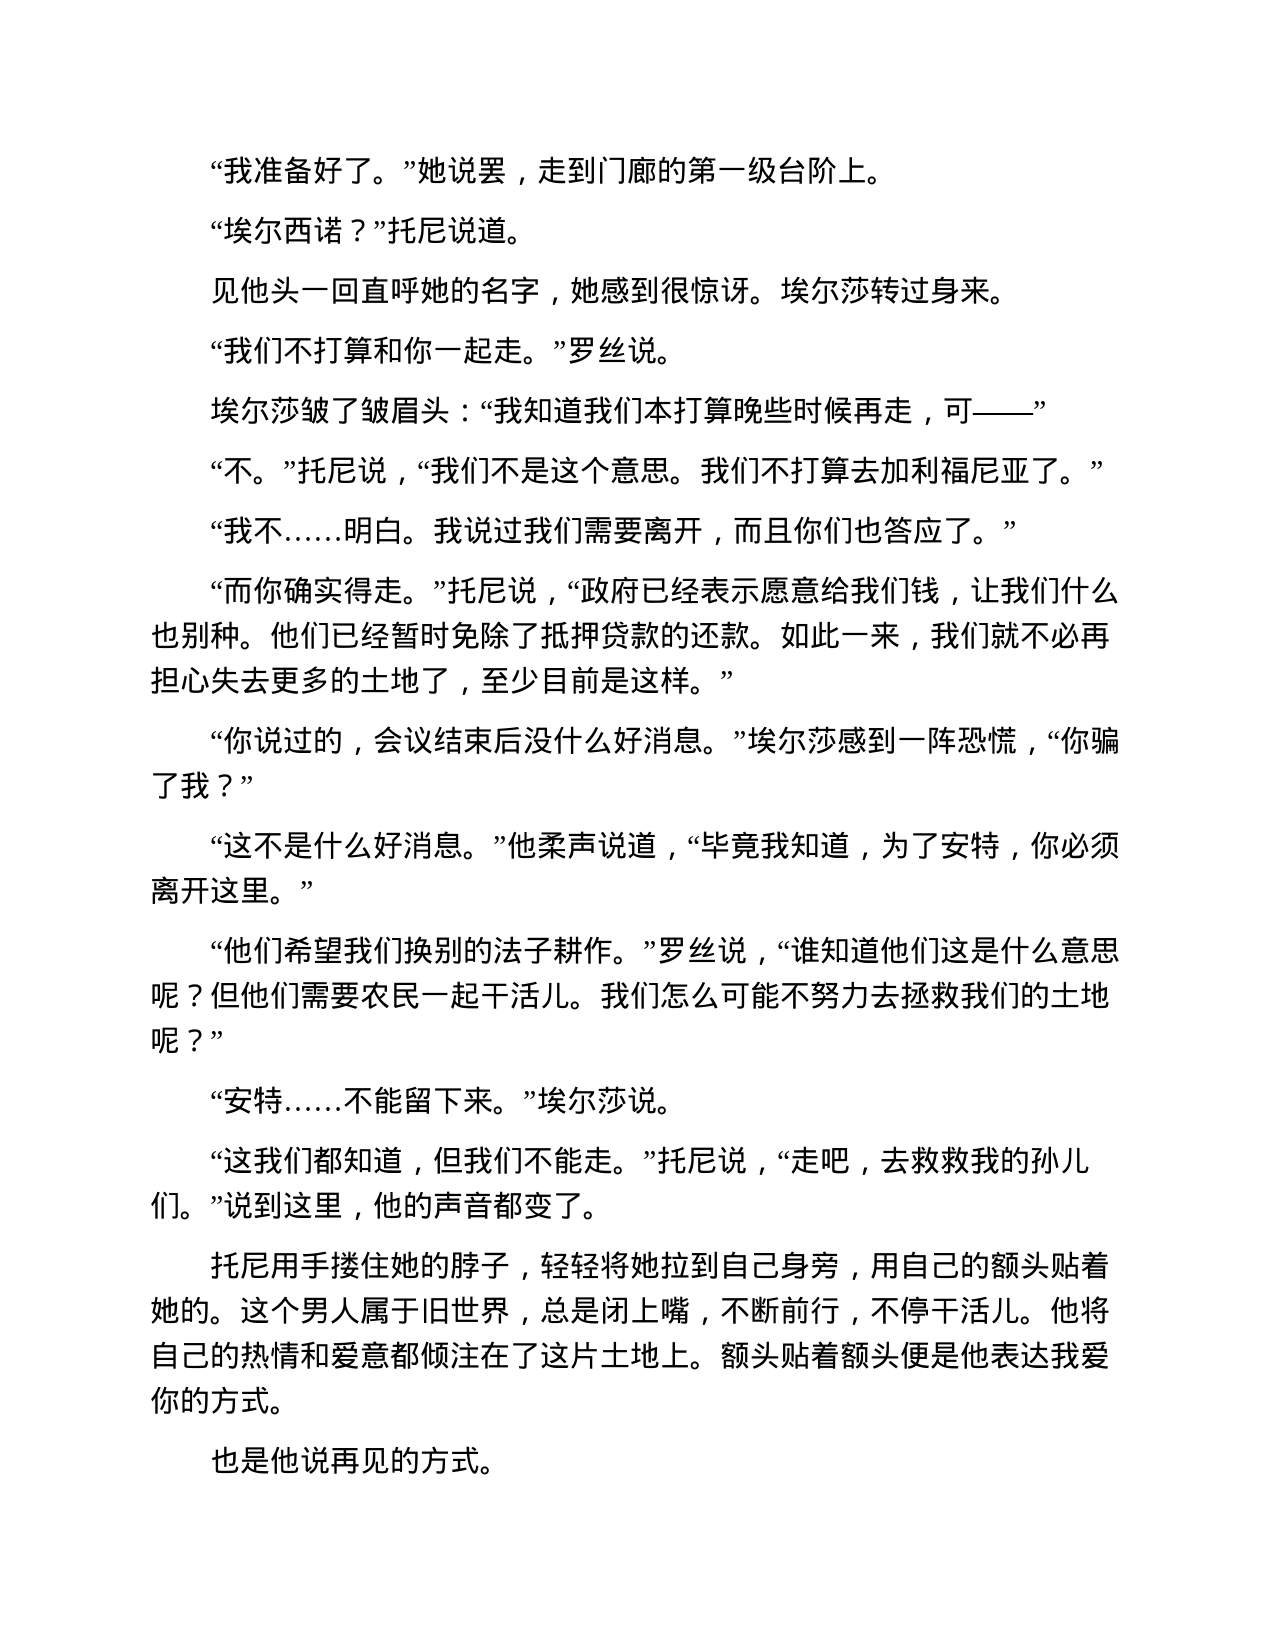 “我准备好了。”她说罢，走到门廊的第一级台阶上。
“埃尔西诺？”托尼说道。
见他头一回直呼她的名字，她感到很惊讶。埃尔莎转过身来。
“我们不打算和你一起走。”罗丝说。
埃尔莎皱了皱眉头：“我知道我们本打算晚些时候再走，可——”
“不。”托尼说，“我们不是这个意思。我们不打算去加利福尼亚了。”
“我不……明白。我说过我们需要离开，而且你们也答应了。”
“而你确实得走。”托尼说，“政府已经表示愿意给我们钱，让我们什么
也别种。他们已经暂时免除了抵押贷款的还款。如此一来，我们就不必再
担心失去更多的土地了，至少目前是这样。”
“你说过的，会议结束后没什么好消息。”埃尔莎感到一阵恐慌，“你骗
了我？”
“这不是什么好消息。”他柔声说道，“毕竟我知道，为了安特，你必须
离开这里。”
“他们希望我们换别的法子耕作。”罗丝说，“谁知道他们这是什么意思
呢？但他们需要农民一起干活儿。我们怎么可能不努力去拯救我们的土地
呢？”
“安特……不能留下来。”埃尔莎说。
“这我们都知道，但我们不能走。”托尼说，“走吧，去救救我的孙儿
们。”说到这里，他的声音都变了。
托尼用手搂住她的脖子，轻轻将她拉到自己身旁，用自己的额头贴着
她的。这个男人属于旧世界，总是闭上嘴，不断前行，不停干活儿。他将
自己的热情和爱意都倾注在了这片土地上。额头贴着额头便是他表达我爱
你的方式。
也是他说再见的方式。